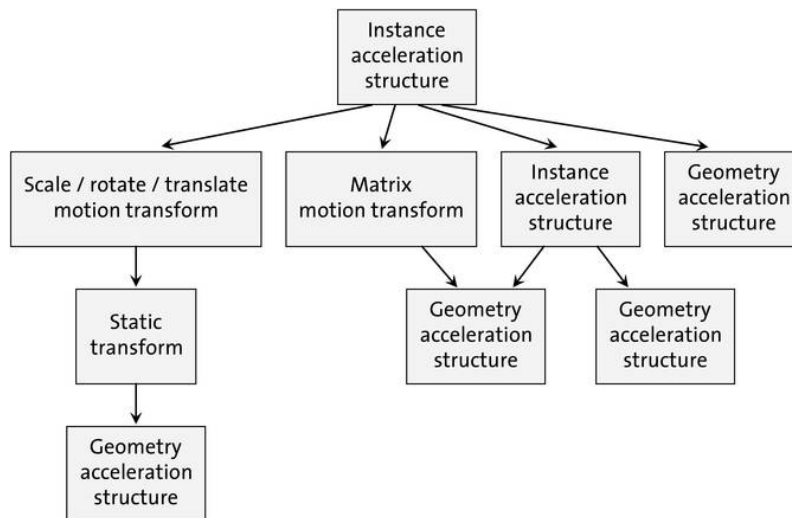 Instance
acceleration
structure
Scale / rotate / translate
motion transform
Matrix
motion transform
Instance
acceleration
structure
Geometry
acceleration
structure
Static
transform
Geometry
acceleration
structure
Geometry
acceleration
structure
Geometry
acceleration
structure